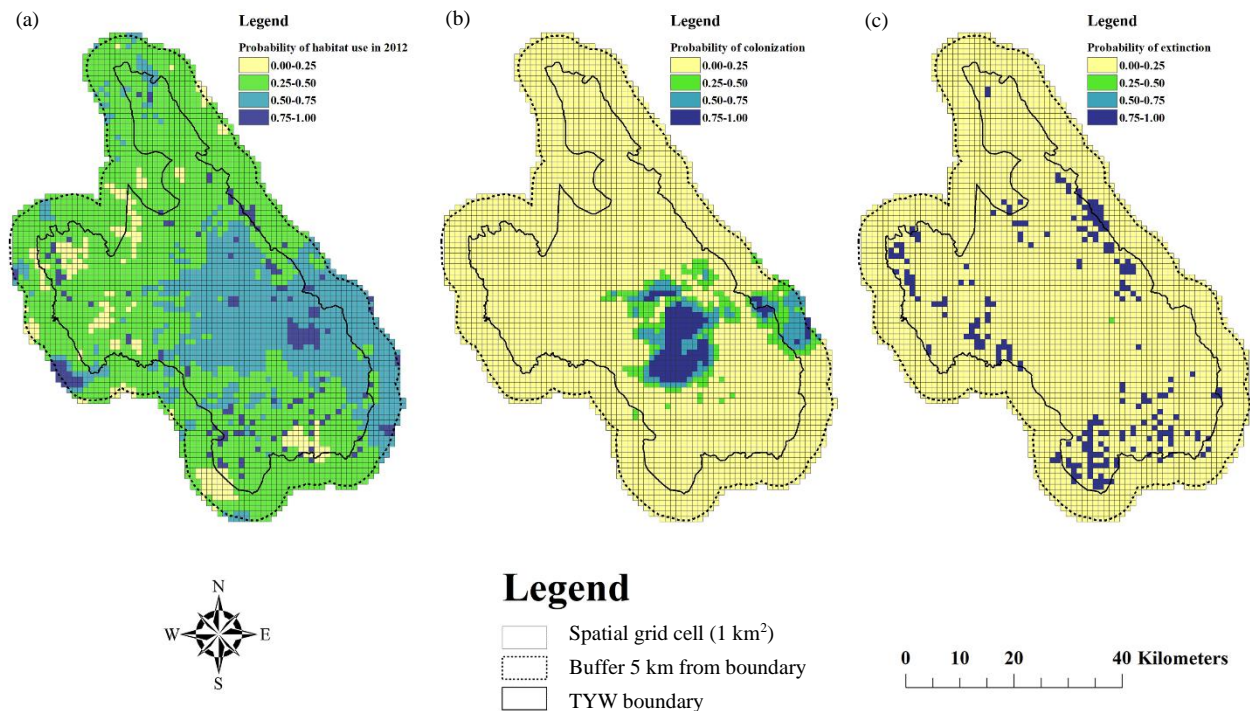 (a)
Legend
Probability of habitat use in 2012
0.00-0.25
0.25-0.50
0.50-0.75
0.75-1.00
(b)
Legend
Probability of colonization
0.00-0.25
0.25-0.50
0.50-0.75
0.75-1.00
(c)
Legend
Probability of extinction
0.00-0.25
0.25-0.50
0.50-0.75
0.75-1.00
N
W E
S
Legend
Spatial grid cell (1 km²)
Buffer 5 km from boundary
TYW boundary
0 10 20 40 Kilometers